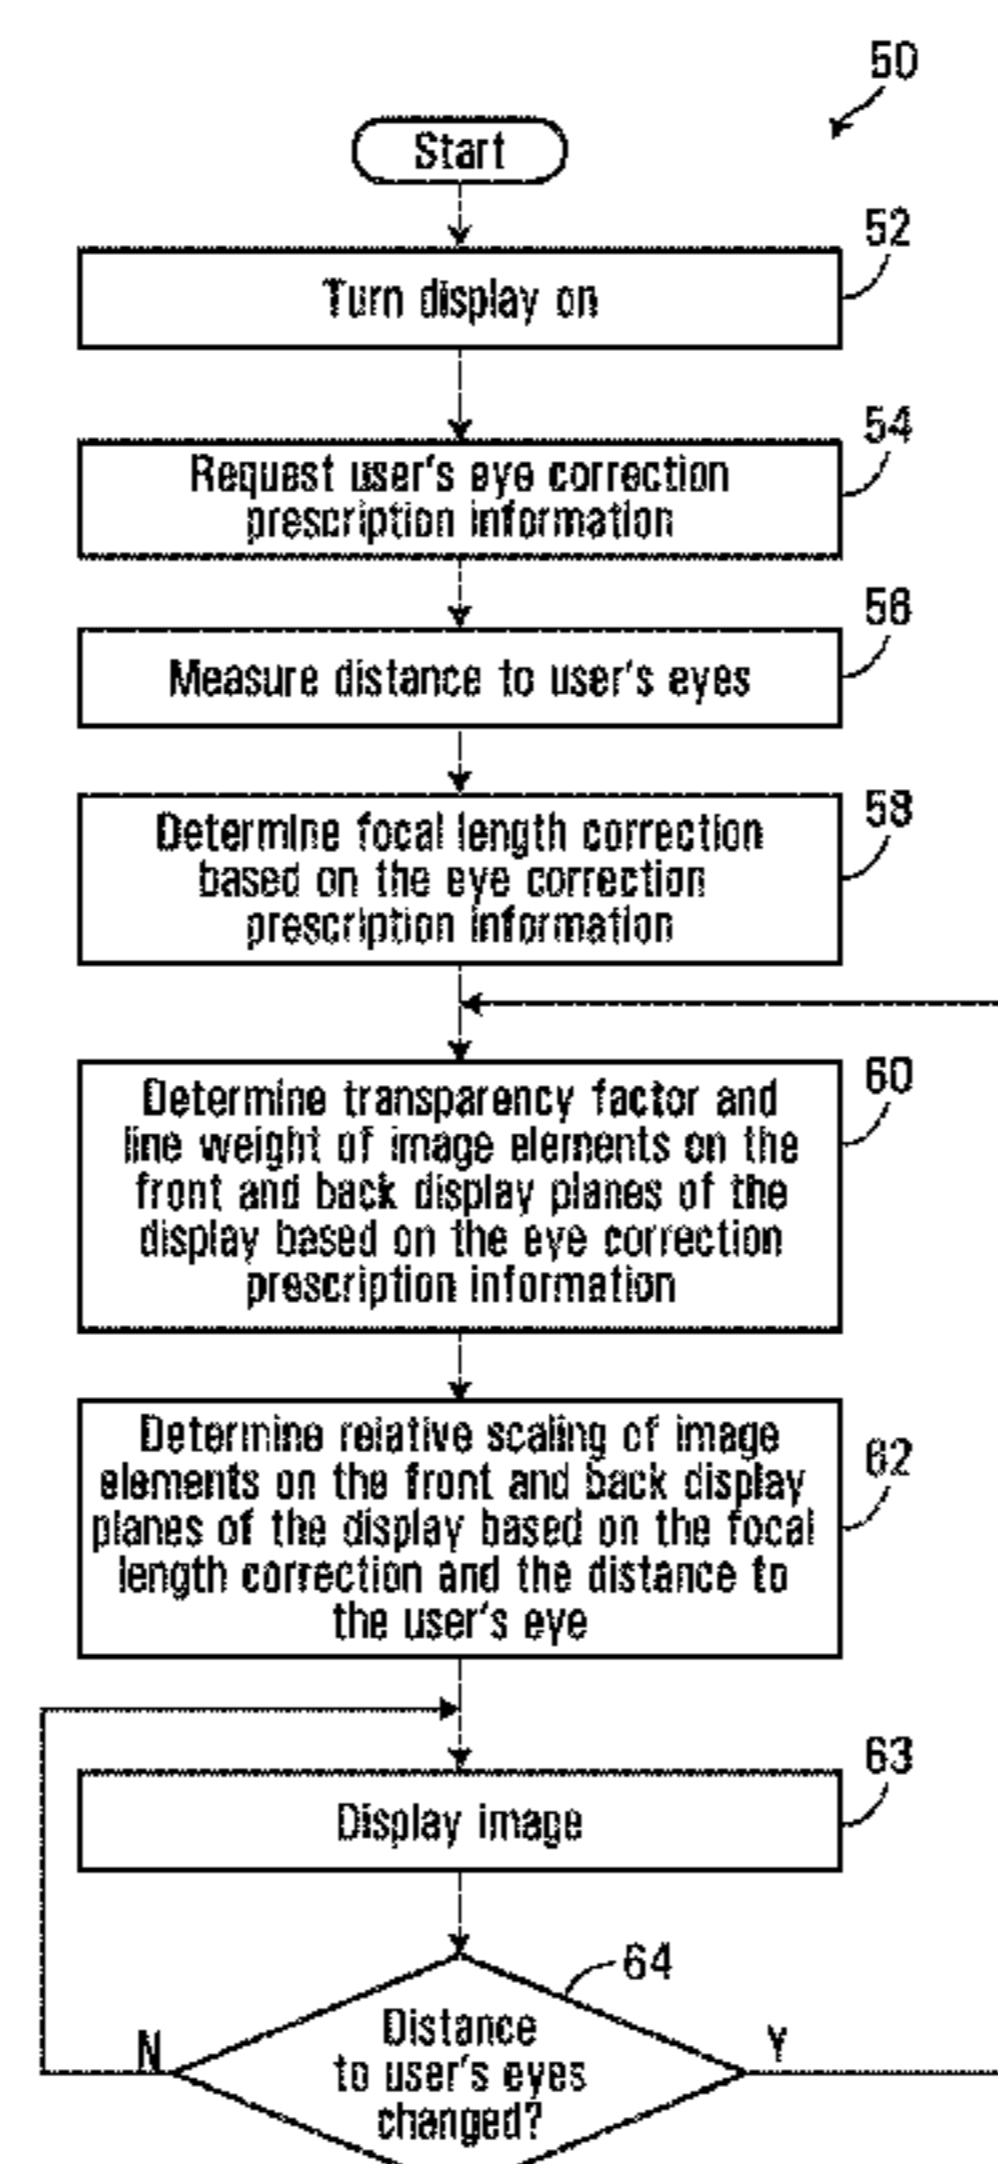 50
Start
52
Turn display on
54
Request user's eye correction
prescription information
56
Measure distance to user's eyes
58
Determine focal length correction
based on the eye correction
prescription information
60
Determine transparency factor and
line weight of image elements on the
front and back display planes of the
display based on the eye correction
prescription information
62
Determine relative scaling of image
elements on the front and back display
planes of the display based on the focal
length correction and the distance to
the user's eye
63
Display image
64
Distance
to user's eyes
changed?
N
Y